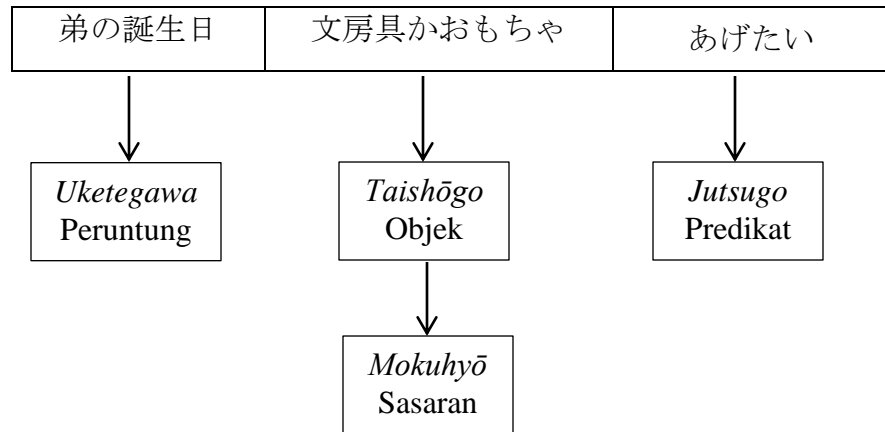 弟の誕生日 文房具かおもちゃ あげたい
Uketegawa Taishōgo Jutsugo
Peruntung Objek Predikat
Mokuhyō
Sasaran